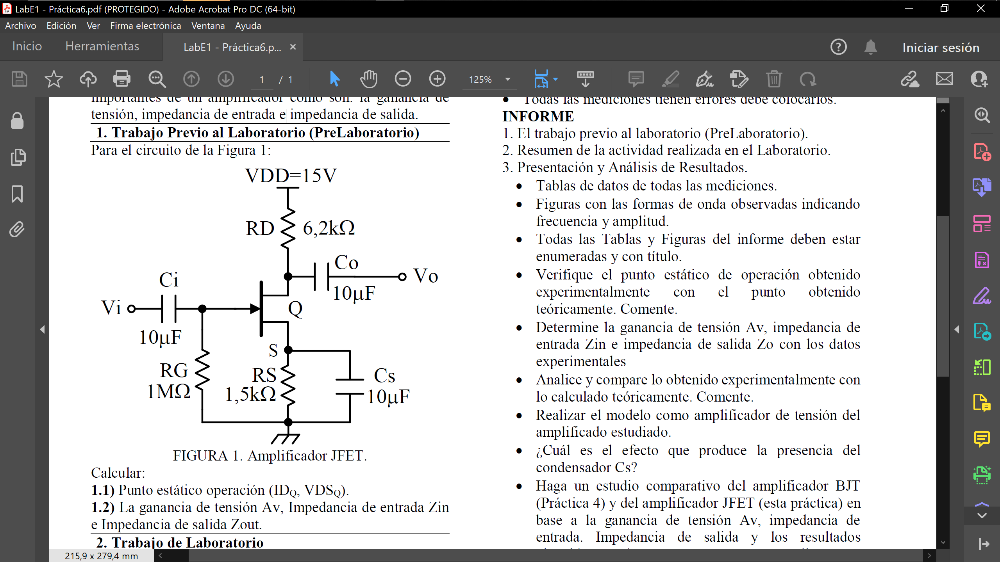 LabE1 - Práctica6.pdf (PROTEGIDO) - Adobe Acrobat Pro DC (64-bit)
Archivo Edición Ver Firma electrónica Ventana Ayuda
Inicio Herramientas LabE1 - Práctica6.p... × Iniciar sesión
1 / 1 125%
importantes de un amplificador como son: la ganancia de
tensión, impedancia de entrada e impedancia de salida.
1. Trabajo Previo al Laboratorio (PreLaboratorio)
Para el circuito de la Figura 1:
VDD=15V
RD 6,2kΩ
Co
Vo
10µF
Ci
Vi
10µF
Q
S
RG
1MΩ
RS
1,5kΩ
Cs
10µF
FIGURA 1. Amplificador JFET.
Calcular:
1.1) Punto estático operación (IDQ, VDSQ).
1.2) La ganancia de tensión Av, Impedancia de entrada Zin
e Impedancia de salida Zout.
2. Trabajo de Laboratorio
• Todas las mediciones tienen errores debe colocarlos.
INFORME
1. El trabajo previo al laboratorio (PreLaboratorio).
2. Resumen de la actividad realizada en el Laboratorio.
3. Presentación y Análisis de Resultados.
• Tablas de datos de todas las mediciones.
• Figuras con las formas de onda observadas indicando
frecuencia y amplitud.
• Todas las Tablas y Figuras del informe deben estar
enumeradas y con título.
• Verifique el punto estático de operación obtenido
experimentalmente con el punto obtenido
teóricamente. Comente.
• Determine la ganancia de tensión Av, impedancia de
entrada Zin e impedancia de salida Zo con los datos
experimentales
• Analice y compare lo obtenido experimentalmente con
lo calculado teóricamente. Comente.
• Realizar el modelo como amplificador de tensión del
amplificado estudiado.
• ¿Cuál es el efecto que produce la presencia del
condensador Cs?
• Haga un estudio comparativo del amplificador BJT
(Práctica 4) y del amplificador JFET (esta práctica) en
base a la ganancia de tensión Av, impedancia de
entrada. Impedancia de salida y los resultados
215,9 x 279,4 mm